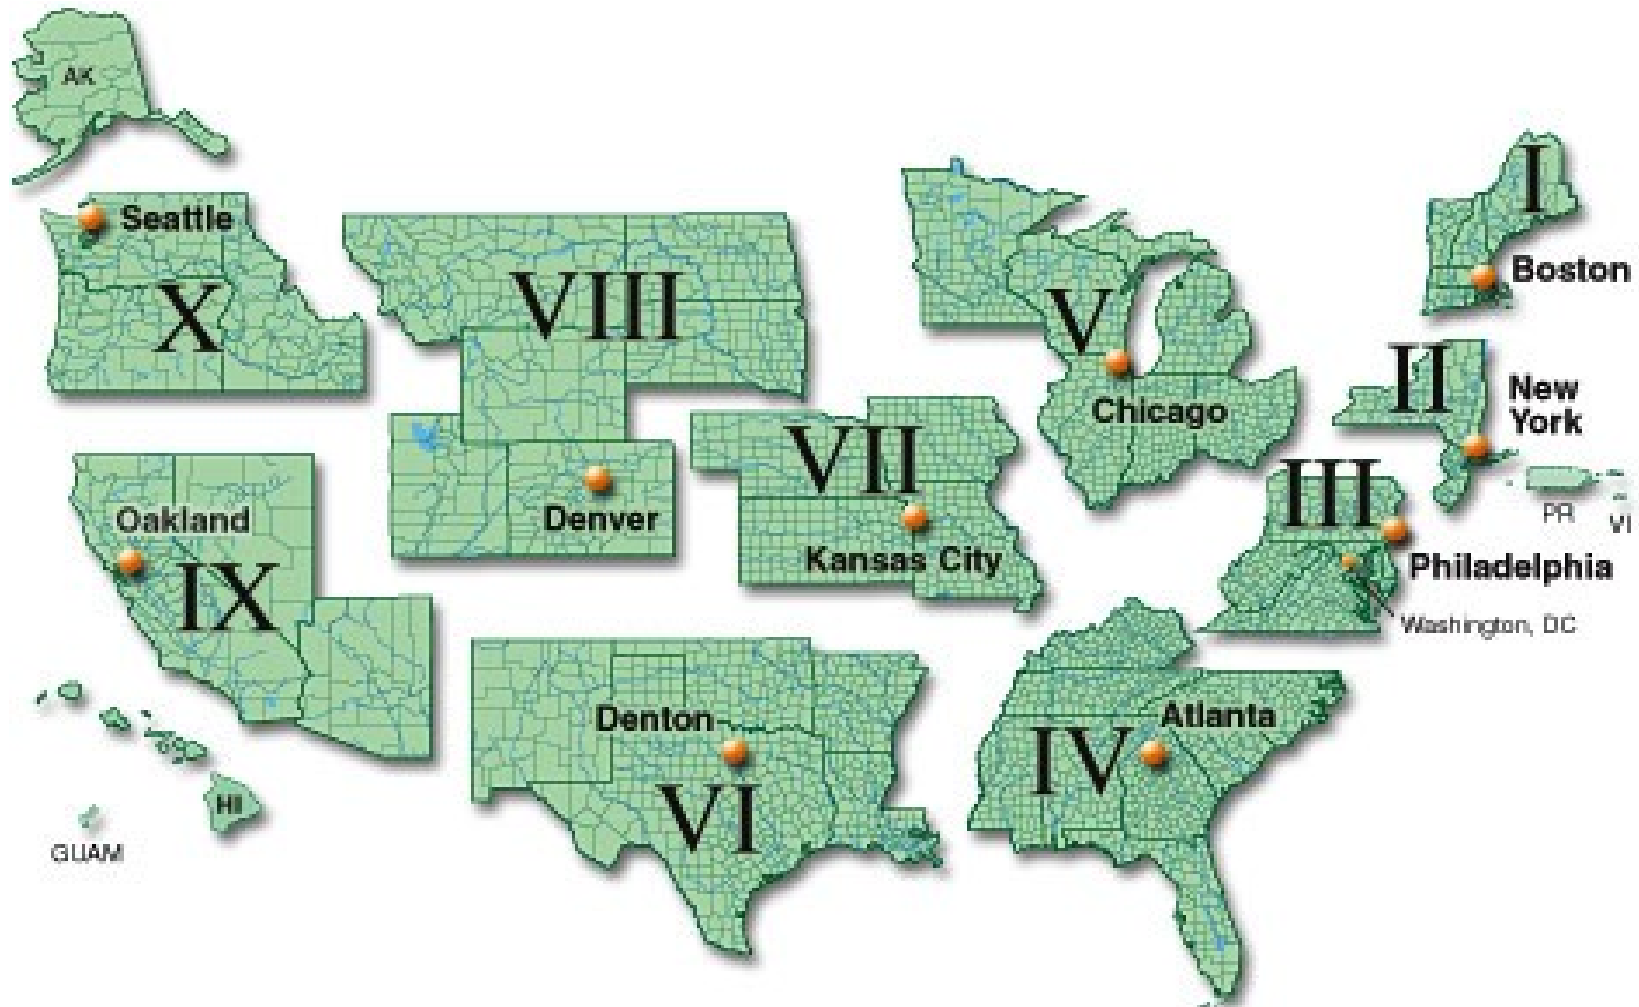 AK
Seattle
X
VIII
V
Chicago
I
Boston
II
New
York
PR
VI
III
Philadelphia
Washington, DC
VII
Kansas City
Denver
Oakland
IX
HI
GUAM
Denton
VI
Atlanta
IV